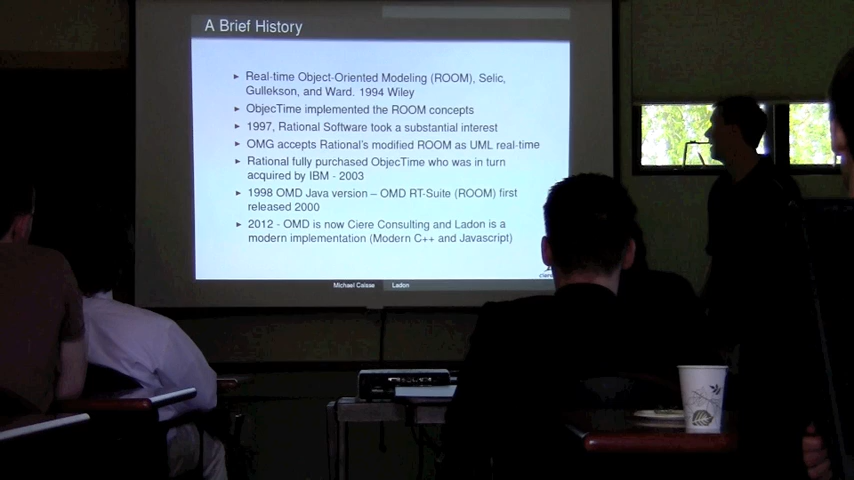 A Brief History
▸ Real-time Object-Oriented Modeling (ROOM), Selic,
Gullekson, and Ward. 1994 Wiley
▸ ObjecTime implemented the ROOM concepts
▸ 1997, Rational Software took a substantial interest
▸ OMG accepts Rational's modified ROOM as UML real-time
▸ Rational fully purchased ObjecTime who was in turn
acquired by IBM - 2003
▸ 1998 OMD Java version – OMD RT-Suite (ROOM) first
released 2000
▸ 2012 - OMD is now Ciere Consulting and Ladon is a
modern implementation (Modern C++ and Javascript)
Michael Caisse Ladon